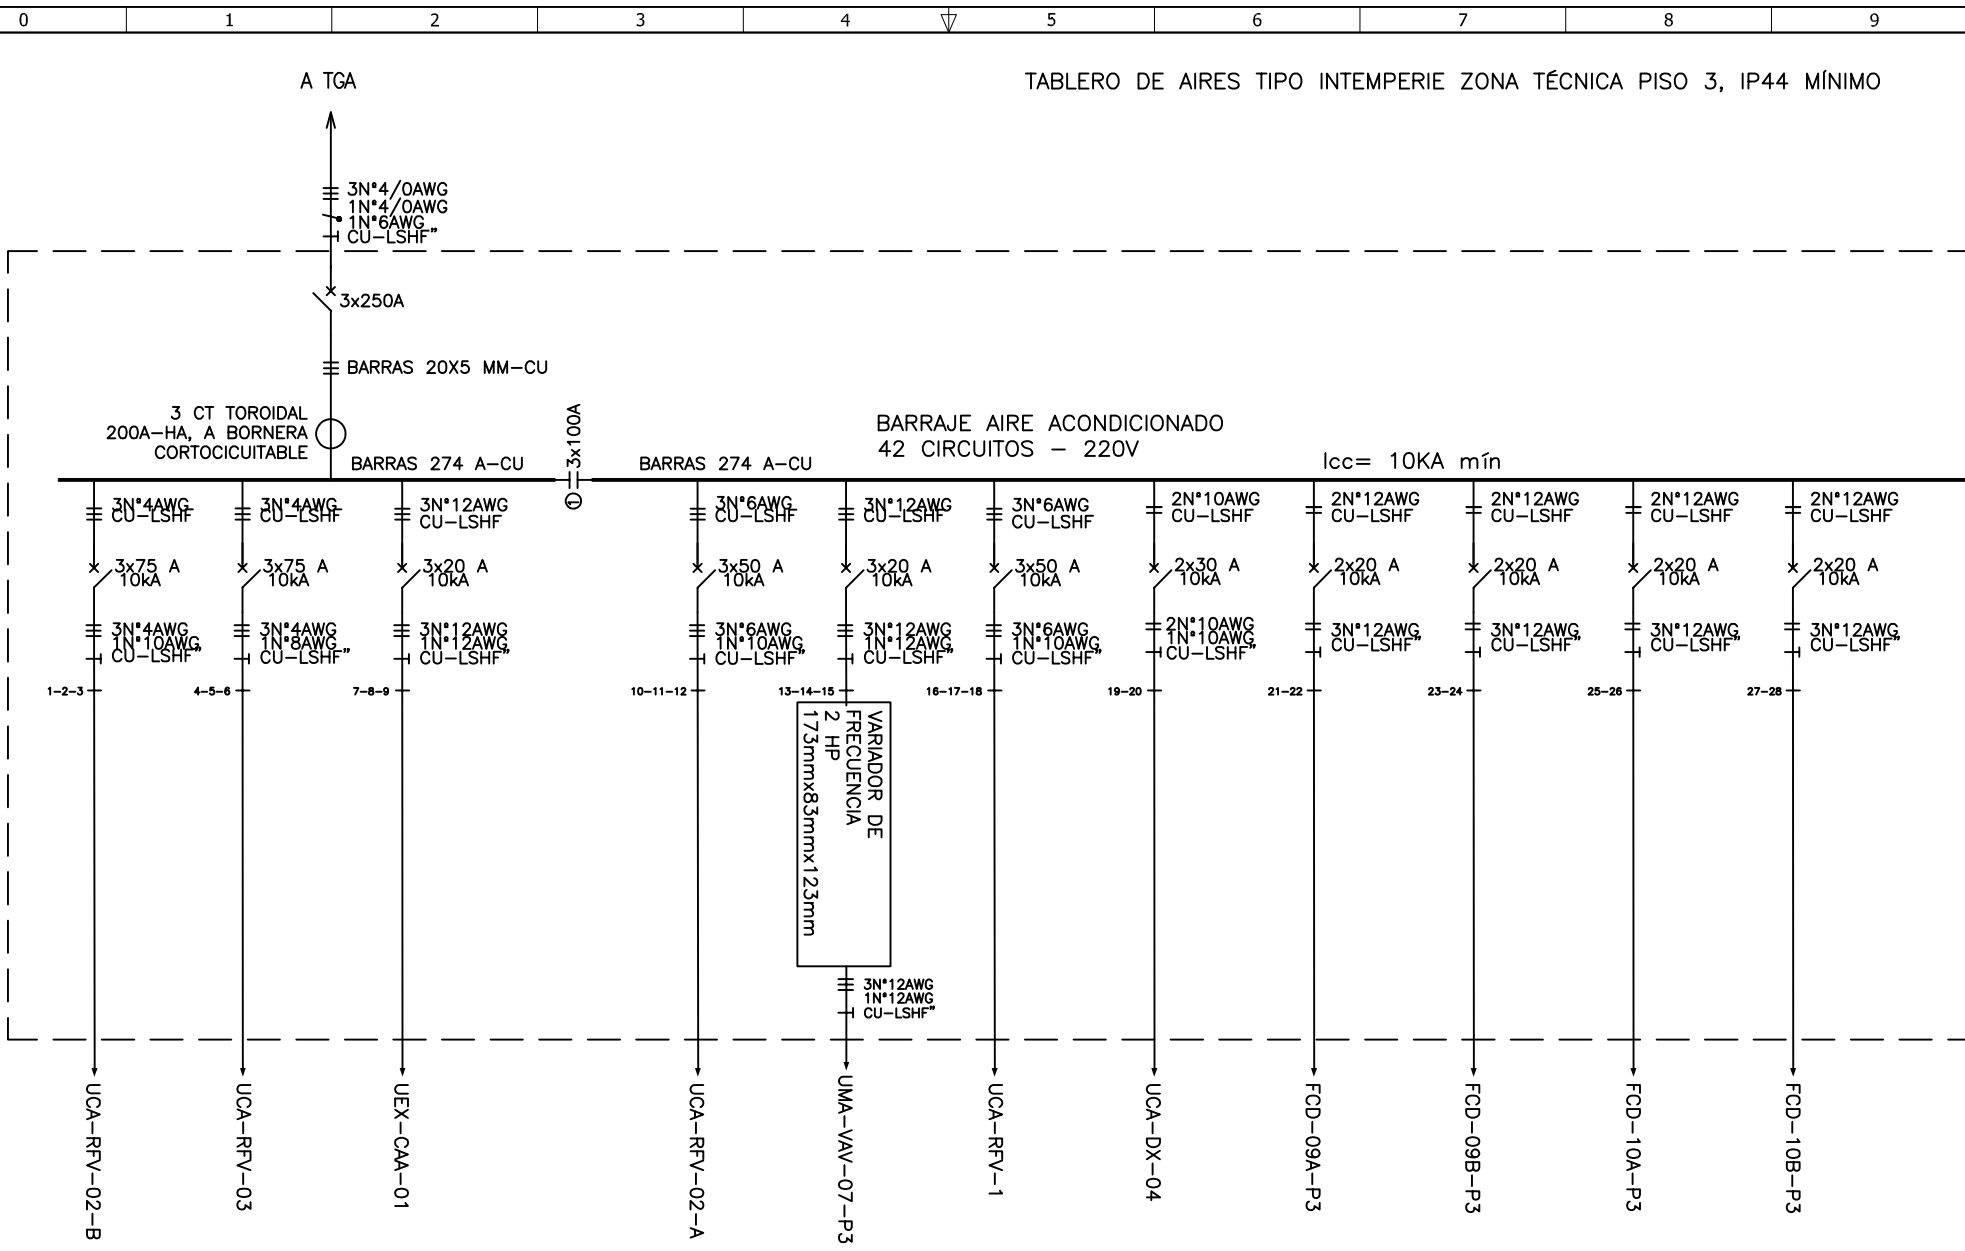 0 1 2 3 4 5 6 7 8 9
A TGA
TABLERO DE AIRES TIPO INTEMPERIE ZONA TÉCNICA PISO 3, IP44 MÍNIMO
3N°4/0AWG
1N°4/0AWG
1N°6AWG
CU-LSHF"
3x250A
BARRAS 20X5 MM-CU
3 CT TOROIDAL
200A-HA, A BORNERA
CORTOCICUITABLE
BARRAS 274 A-CU
3x100A
1
BARRAS 274 A-CU
BARRAJE AIRE ACONDICIONADO
42 CIRCUITOS - 220V
Icc= 10KA mín
3N°4AWG
CU-LSHF
3x75 A
10kA
3N°4AWG
1N°10AWG
CU-LSHF"
1-2-3
UCA-RFV-02-B
3N°4AWG
CU-LSHF
3x75 A
10kA
3N°4AWG
1N°8AWG
CU-LSHF"
4-5-6
UCA-RFV-03
3N°12AWG
CU-LSHF
3x20 A
10kA
3N°12AWG
1N°12AWG
CU-LSHF"
7-8-9
UEX-CAA-01
3N°6AWG
CU-LSHF
3x50 A
10kA
3N°6AWG
1N°10AWG
CU-LSHF"
10-11-12
UCA-RFV-02-A
3N°12AWG
CU-LSHF
3x20 A
10kA
3N°12AWG
1N°12AWG
CU-LSHF"
13-14-15
VARIADOR DE
FRECUENCIA
2 HP
173mmx83mmx123mm
3N°12AWG
1N°12AWG
CU-LSHF"
UMA-VAV-07-P3
3N°6AWG
CU-LSHF
3x50 A
10kA
3N°6AWG
1N°10AWG
CU-LSHF"
16-17-18
UCA-RFV-1
2N°10AWG
CU-LSHF
2x30 A
10kA
2N°10AWG
1N°10AWG
CU-LSHF"
19-20
UCA-DX-04
2N°12AWG
CU-LSHF
2x20 A
10kA
3N°12AWG
CU-LSHF"
21-22
FCD-09A-P3
2N°12AWG
CU-LSHF
2x20 A
10kA
3N°12AWG
CU-LSHF"
23-24
FCD-09B-P3
2N°12AWG
CU-LSHF
2x20 A
10kA
3N°12AWG
CU-LSHF"
25-26
FCD-10A-P3
2N°12AWG
CU-LSHF
2x20 A
10kA
3N°12AWG
CU-LSHF"
27-28
FCD-10B-P3